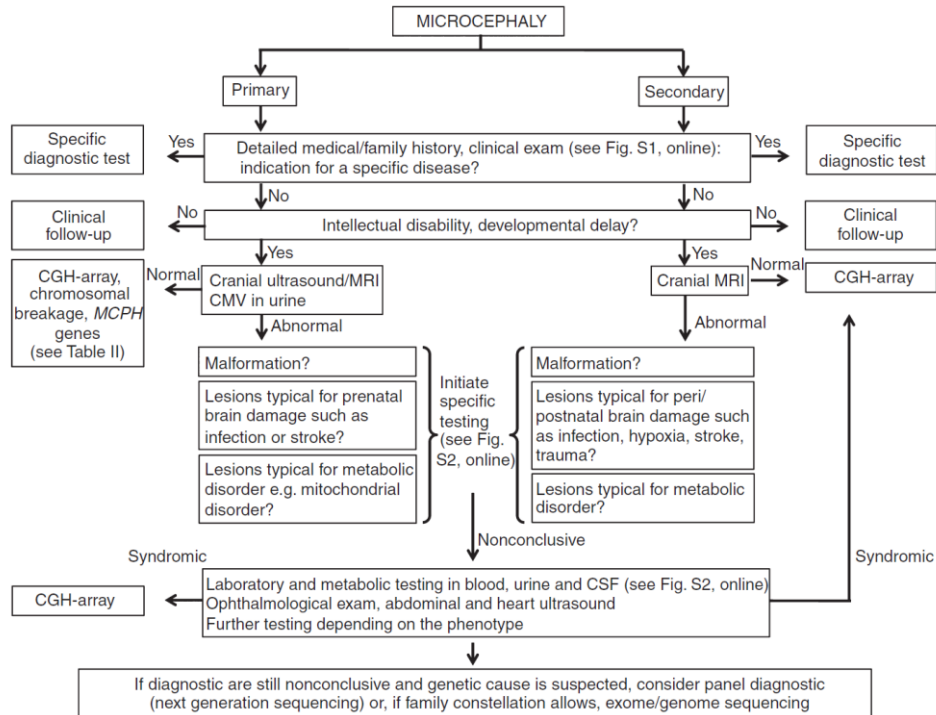 MICROCEPHALY
Primary
Secondary
Specific
diagnostic test
Yes
Detailed medical/family history, clinical exam (see Fig. S1, online):
indication for a specific disease?
Yes
Specific
diagnostic test
No
No
Clinical
follow-up
No
Intellectual disability, developmental delay?
No
Clinical
follow-up
Yes
Yes
CGH-array,
chromosomal
breakage, MCPH
genes
(see Table II)
Normal
Cranial ultrasound/MRI
CMV in urine
Cranial MRI
Normal
CGH-array
Abnormal
Abnormal
Malformation?
Lesions typical for prenatal
brain damage such as
infection or stroke?
Lesions typical for metabolic
disorder e.g. mitochondrial
disorder?
Initiate
specific
testing
(see Fig.
S2, online)
Malformation?
Lesions typical for peri/
postnatal brain damage such
as infection, hypoxia, stroke,
trauma?
Lesions typical for metabolic
disorder?
Nonconclusive
Syndromic
Syndromic
CGH-array
Laboratory and metabolic testing in blood, urine and CSF (see Fig. S2, online)
Ophthalmological exam, abdominal and heart ultrasound
Further testing depending on the phenotype
If diagnostic are still nonconclusive and genetic cause is suspected, consider panel diagnostic
(next generation sequencing) or, if family constellation allows, exome/genome sequencing